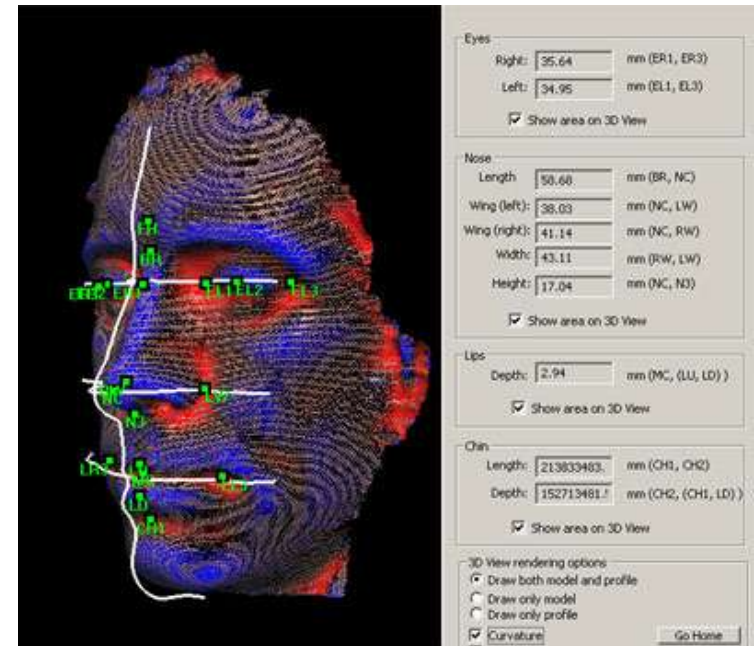 FH
BR
EL1 EL2 EL3
NC
N3
LD
CH1
Eyes
Right: 35.64 mm (ER1, ER3)
Left: 34.95 mm (EL1, EL3)
Show area on 3D View
Nose
Length 58.68 mm (BR, NC)
Wing (left): 38.03 mm (NC, LW)
Wing (right): 41.14 mm (NC, RW)
Width: 43.11 mm (RW, LW)
Height: 17.04 mm (NC, N3)
Show area on 3D View
Lips
Depth: 2.94 mm (MC, (LU, LD) )
Show area on 3D View
Chin
Length: 213833483. mm (CH1, CH2)
Depth: 152713481. mm (CH2, (CH1, LD) )
Show area on 3D View
3D View rendering options
Draw both model and profile
Draw only model
Draw only profile
Curvature Go Home